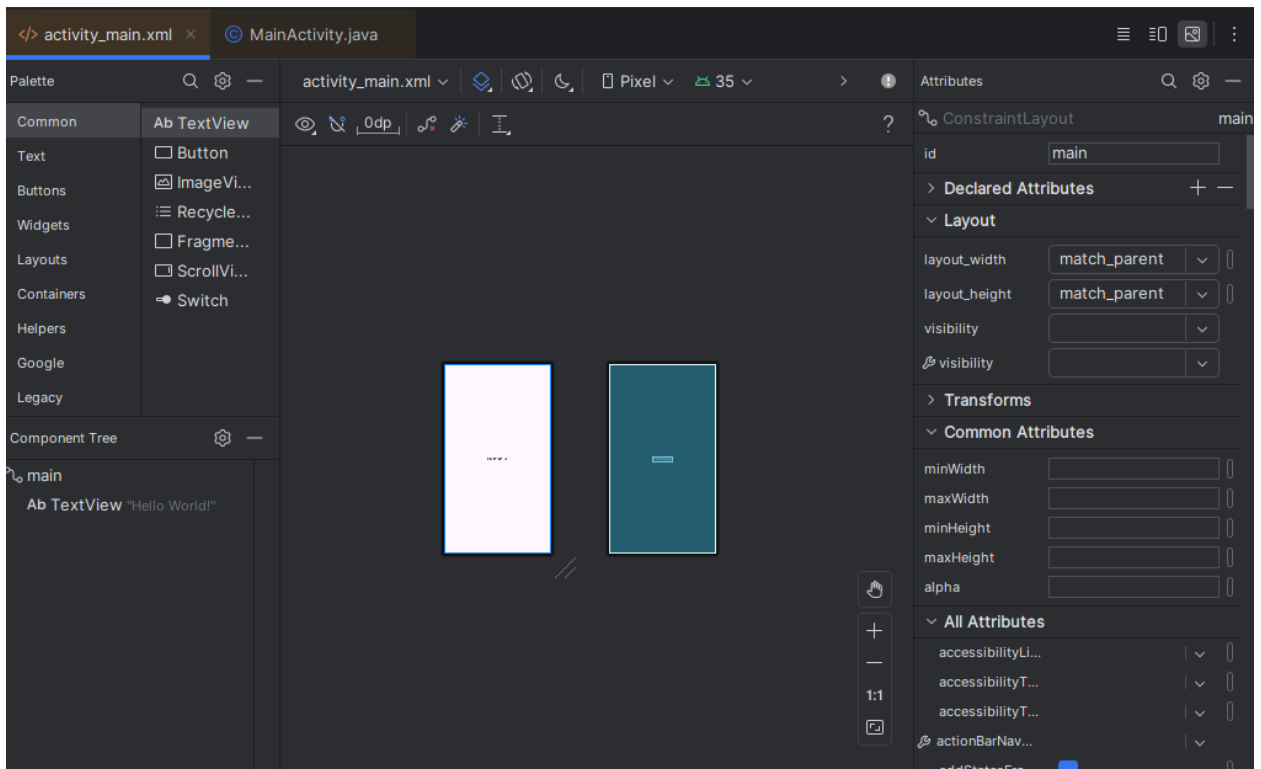 activity_main.xml
MainActivity.java
Palette
activity_main.xml
Pixel
35
Attributes
Common
Text
Buttons
Widgets
Layouts
Containers
Helpers
Google
Legacy
Ab TextView
Button
ImageVi...
Recycle...
Fragme...
ScrollVi...
Switch
0dp
?
Component Tree
main
Ab TextView "Hello World!"
1:1
ConstraintLayout main
id main
Declared Attributes
Layout
layout_width match_parent
layout_height match_parent
visibility
visibility
Transforms
Common Attributes
minWidth
maxWidth
minHeight
maxHeight
alpha
All Attributes
accessibilityLi...
accessibilityT...
accessibilityT...
actionBarNav...